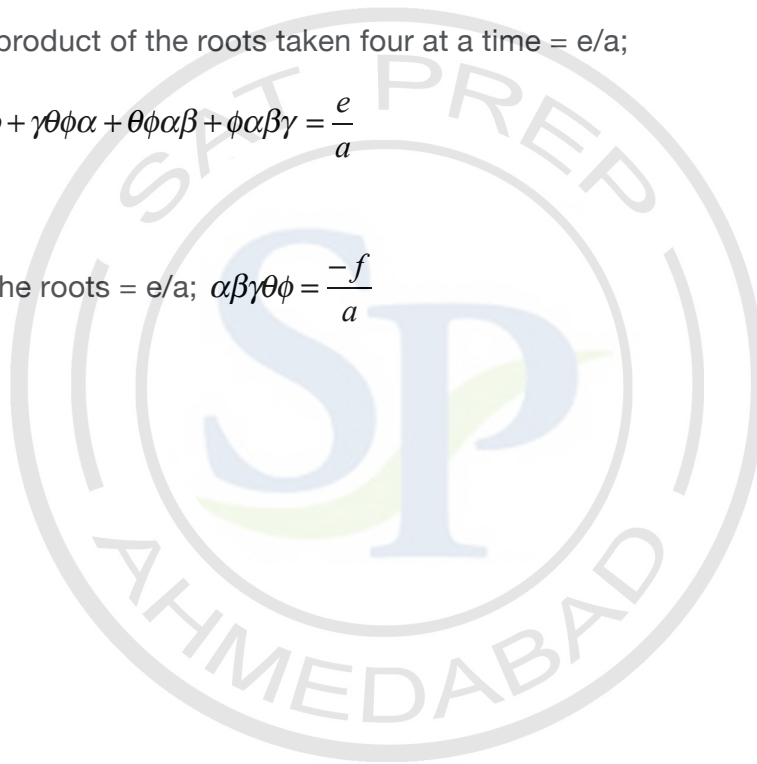 product of the roots taken four at a time = e/a;
+ γθφα + θφαβ + φαβγ = e/a
he roots = e/a; αβγθφ = −f/a
SAT PREP
SP
AHMEDABAD